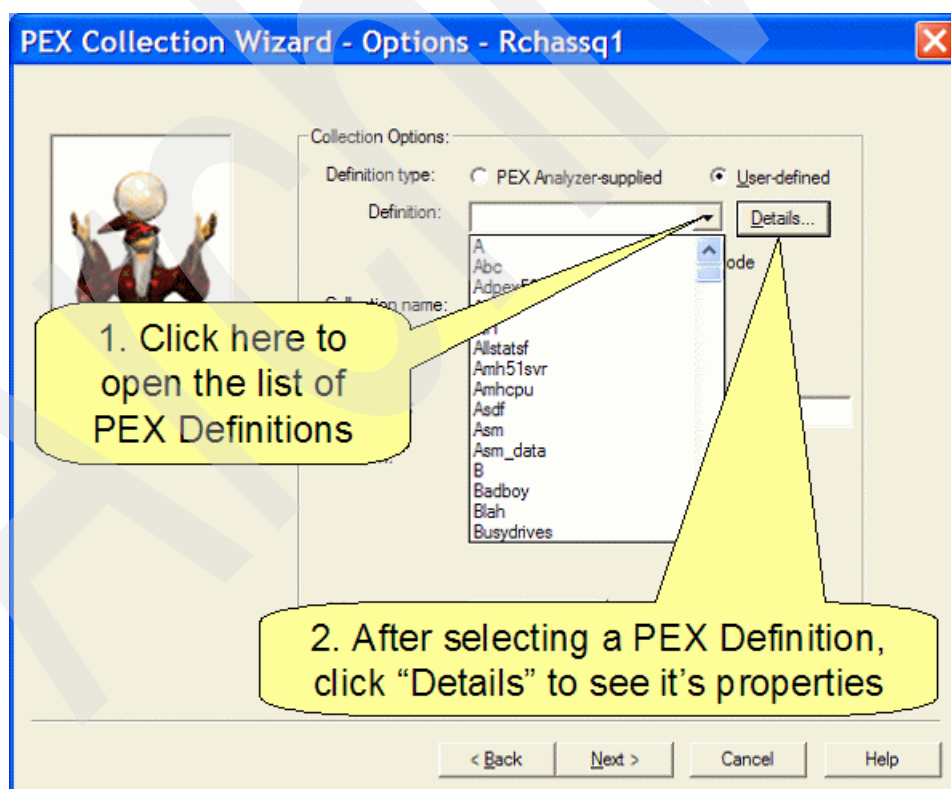 PEX Collection Wizard - Options - Rchassq1
Collection Options:
Definition type:
PEX Analyzer-supplied
User-defined
Definition:
Details...
A
Abc
ode
name:
Allstatsf
Amh51svr
Amhcpu
Asdf
Asm
Asm_data
B
Badboy
Blah
Busydrives
1. Click here to
open the list of
PEX Definitions
2. After selecting a PEX Definition,
click “Details” to see it’s properties
< Back
Next >
Cancel
Help